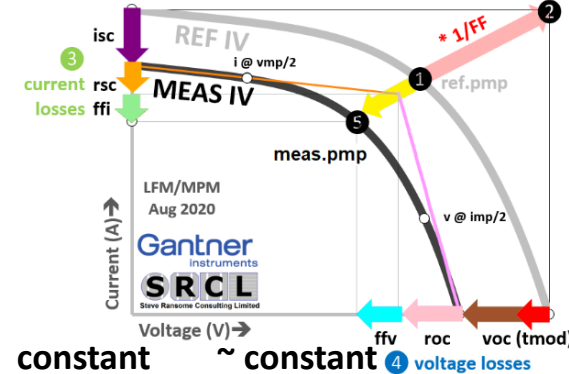 2
isc
REF IV
* 1/FF
3
i @ vmp/2
1
current
rsc
MEAS IV
ref.pmp
losses
ffi
5
meas.pmp
LFM/MPM
Aug 2020
v @ imp/2
Gantner
instruments
SRCL
Steve Ransome Consulting Limited
Current (A)→
Voltage (V)→
ffv
roc
voc (tmod)
constant
~ constant
4 voltage losses